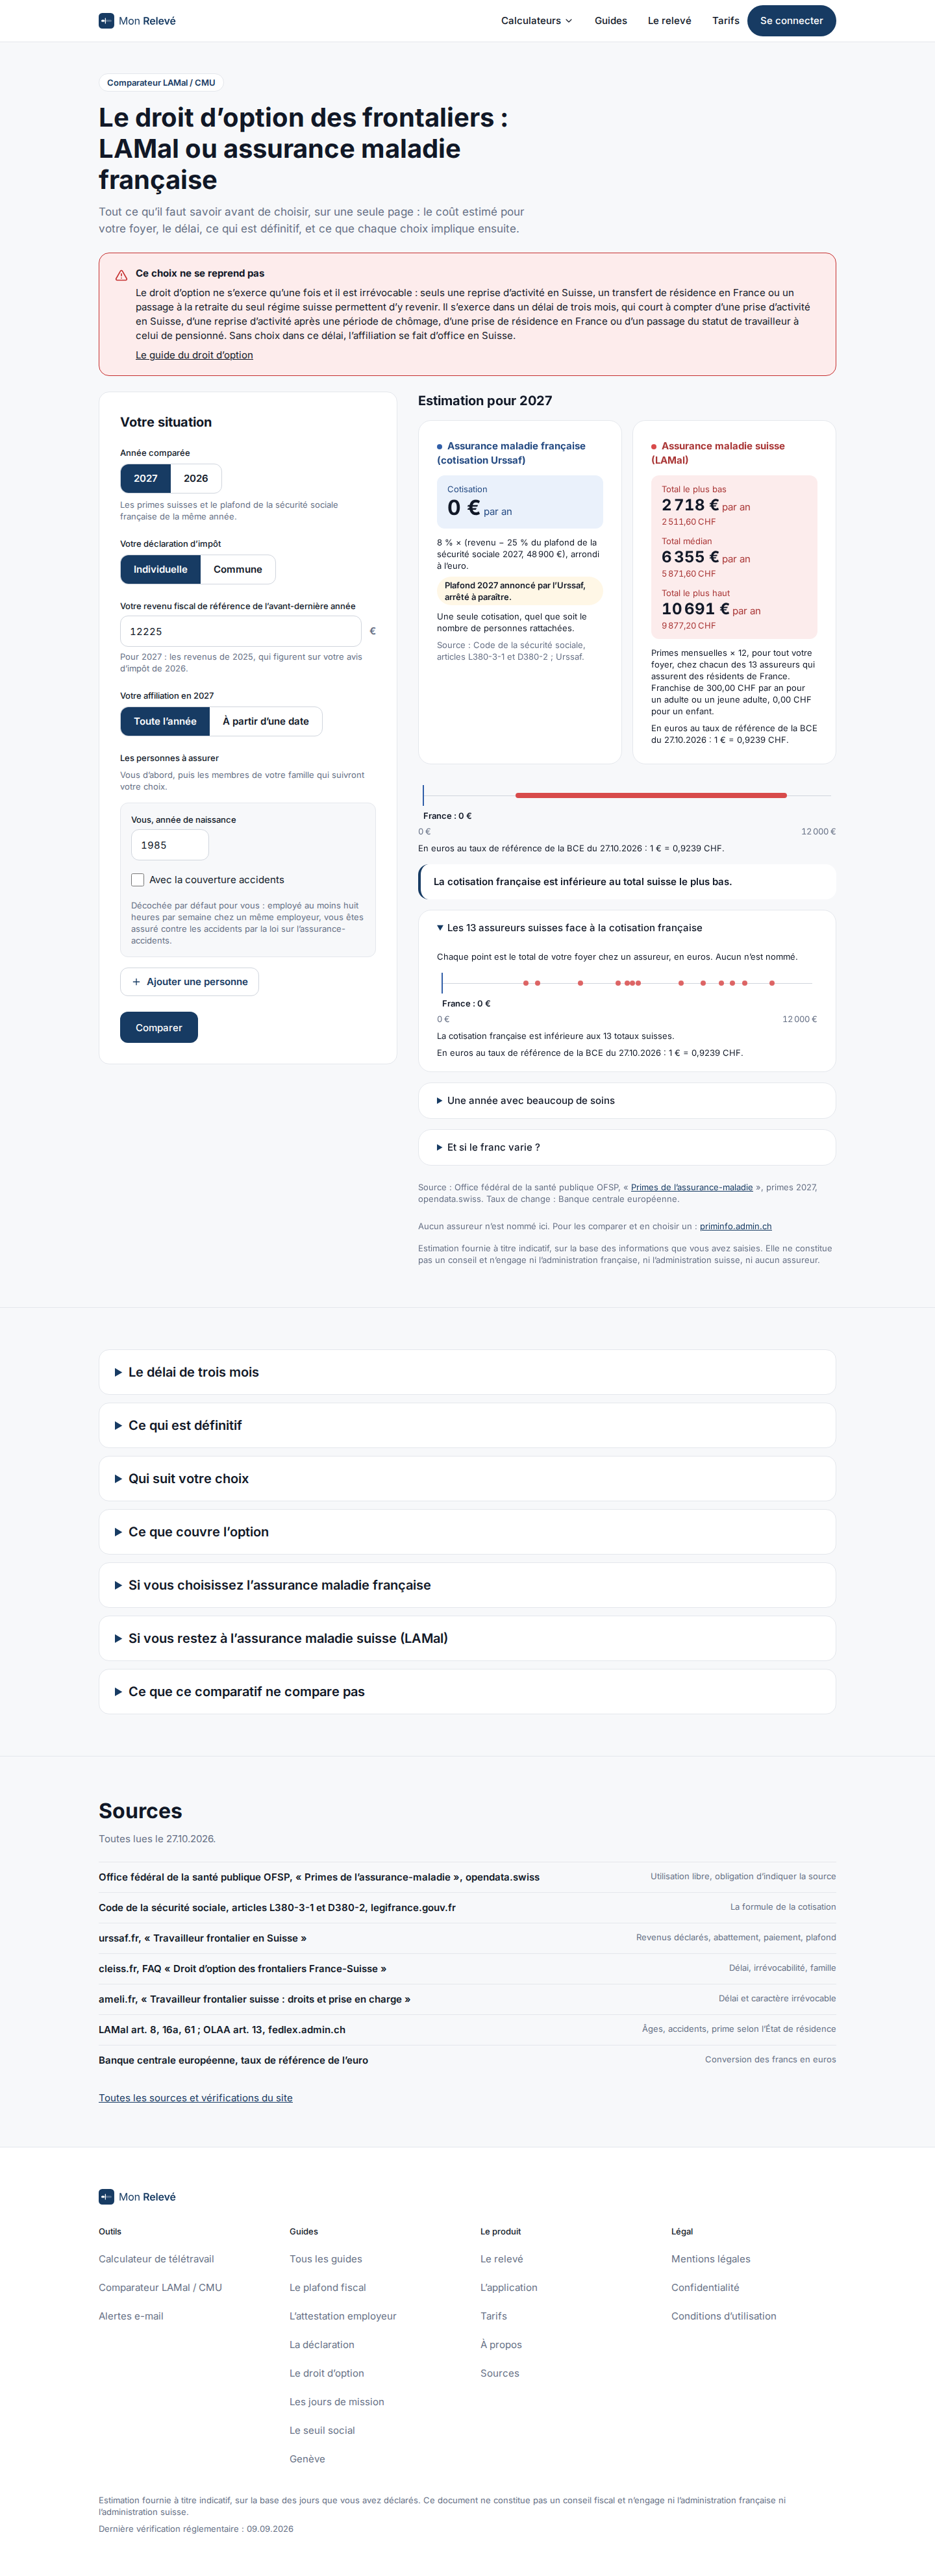 Mon Relevé
Calculateurs
Guides
Le relevé
Tarifs
Se connecter
Comparateur LAMal / CMU
Le droit d’option des frontaliers :
LAMal ou assurance maladie
française
Tout ce qu’il faut savoir avant de choisir, sur une seule page : le coût estimé pour
votre foyer, le délai, ce qui est définitif, et ce que chaque choix implique ensuite.
Ce choix ne se reprend pas
Le droit d’option ne s’exerce qu’une fois et il est irrévocable : seuls une reprise d’activité en Suisse, un transfert de résidence en France ou un
passage à la retraite du seul régime suisse permettent d’y revenir. Il s’exerce dans un délai de trois mois, qui court à compter d’une prise d’activité
en Suisse, d’une reprise d’activité après une période de chômage, d’une prise de résidence en France ou d’un passage du statut de travailleur à
celui de pensionné. Sans choix dans ce délai, l’affiliation se fait d’office en Suisse.
Le guide du droit d’option
Votre situation
Année comparée
2027
2026
Les primes suisses et le plafond de la sécurité sociale
française de la même année.
Votre déclaration d’impôt
Individuelle
Commune
Votre revenu fiscal de référence de l’avant-dernière année
12225
€
Pour 2027 : les revenus de 2025, qui figurent sur votre avis
d’impôt de 2026.
Votre affiliation en 2027
Toute l’année
À partir d’une date
Les personnes à assurer
Vous d’abord, puis les membres de votre famille qui suivront
votre choix.
Vous, année de naissance
1985
Avec la couverture accidents
Décochée par défaut pour vous : employé au moins huit
heures par semaine chez un même employeur, vous êtes
assuré contre les accidents par la loi sur l’assurance-
accidents.
Ajouter une personne
Comparer
Estimation pour 2027
Assurance maladie française
(cotisation Urssaf)
Cotisation
0 € par an
8 % × (revenu − 25 % du plafond de la
sécurité sociale 2027, 48 900 €), arrondi
à l’euro.
Plafond 2027 annoncé par l’Urssaf,
arrêté à paraître.
Une seule cotisation, quel que soit le
nombre de personnes rattachées.
Source : Code de la sécurité sociale,
articles L380-3-1 et D380-2 ; Urssaf.
Assurance maladie suisse
(LAMal)
Total le plus bas
2 718 € par an
2 511,60 CHF
Total médian
6 355 € par an
5 871,60 CHF
Total le plus haut
10 691 € par an
9 877,20 CHF
Primes mensuelles × 12, pour tout votre
foyer, chez chacun des 13 assureurs qui
assurent des résidents de France.
Franchise de 300,00 CHF par an pour
un adulte ou un jeune adulte, 0,00 CHF
pour un enfant.
En euros au taux de référence de la BCE
du 27.10.2026 : 1 € = 0,9239 CHF.
France : 0 €
0 €
12 000 €
En euros au taux de référence de la BCE du 27.10.2026 : 1 € = 0,9239 CHF.
La cotisation française est inférieure au total suisse le plus bas.
Les 13 assureurs suisses face à la cotisation française
Chaque point est le total de votre foyer chez un assureur, en euros. Aucun n’est nommé.
France : 0 €
0 €
12 000 €
La cotisation française est inférieure aux 13 totaux suisses.
En euros au taux de référence de la BCE du 27.10.2026 : 1 € = 0,9239 CHF.
Une année avec beaucoup de soins
Et si le franc varie ?
Source : Office fédéral de la santé publique OFSP, « Primes de l’assurance-maladie », primes 2027,
opendata.swiss. Taux de change : Banque centrale européenne.
Aucun assureur n’est nommé ici. Pour les comparer et en choisir un : priminfo.admin.ch
Estimation fournie à titre indicatif, sur la base des informations que vous avez saisies. Elle ne constitue
pas un conseil et n’engage ni l’administration française, ni l’administration suisse, ni aucun assureur.
Le délai de trois mois
Ce qui est définitif
Qui suit votre choix
Ce que couvre l’option
Si vous choisissez l’assurance maladie française
Si vous restez à l’assurance maladie suisse (LAMal)
Ce que ce comparatif ne compare pas
Sources
Toutes lues le 27.10.2026.
Office fédéral de la santé publique OFSP, « Primes de l’assurance-maladie », opendata.swiss
Utilisation libre, obligation d’indiquer la source
Code de la sécurité sociale, articles L380-3-1 et D380-2, legifrance.gouv.fr
La formule de la cotisation
urssaf.fr, « Travailleur frontalier en Suisse »
Revenus déclarés, abattement, paiement, plafond
cleiss.fr, FAQ « Droit d’option des frontaliers France-Suisse »
Délai, irrévocabilité, famille
ameli.fr, « Travailleur frontalier suisse : droits et prise en charge »
Délai et caractère irrévocable
LAMal art. 8, 16a, 61 ; OLAA art. 13, fedlex.admin.ch
Âges, accidents, prime selon l’État de résidence
Banque centrale européenne, taux de référence de l’euro
Conversion des francs en euros
Toutes les sources et vérifications du site
Mon Relevé
Outils
Calculateur de télétravail
Comparateur LAMal / CMU
Alertes e-mail
Guides
Tous les guides
Le plafond fiscal
L’attestation employeur
La déclaration
Le droit d’option
Les jours de mission
Le seuil social
Genève
Le produit
Le relevé
L’application
Tarifs
À propos
Sources
Légal
Mentions légales
Confidentialité
Conditions d’utilisation
Estimation fournie à titre indicatif, sur la base des jours que vous avez déclarés. Ce document ne constitue pas un conseil fiscal et n’engage ni l’administration française ni
l’administration suisse.
Dernière vérification réglementaire : 09.09.2026